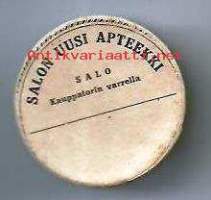 SALON UUSI APTEEKKI
SALO
Kauppatorin varrella
Antikvariaatti.net